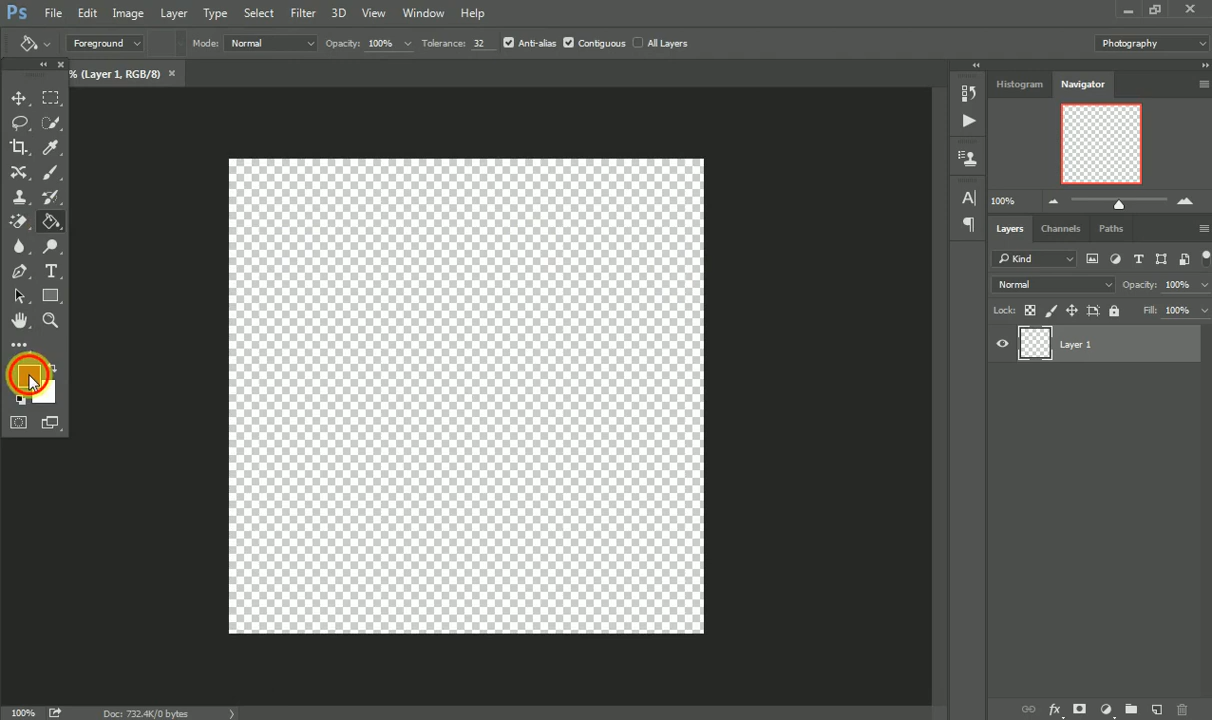 Ps File Edit Image Layer Type Select Filter 3D View Window Help
Foreground Mode: Normal Opacity: 100% Tolerance: 32 Anti-alias Contiguous All Layers Photography
% (Layer 1, RGB/8)
Histogram Navigator
100%
Layers Channels Paths
Kind
Normal Opacity: 100%
Lock: Fill: 100%
Layer 1
100% Doc: 732.4K/0 bytes